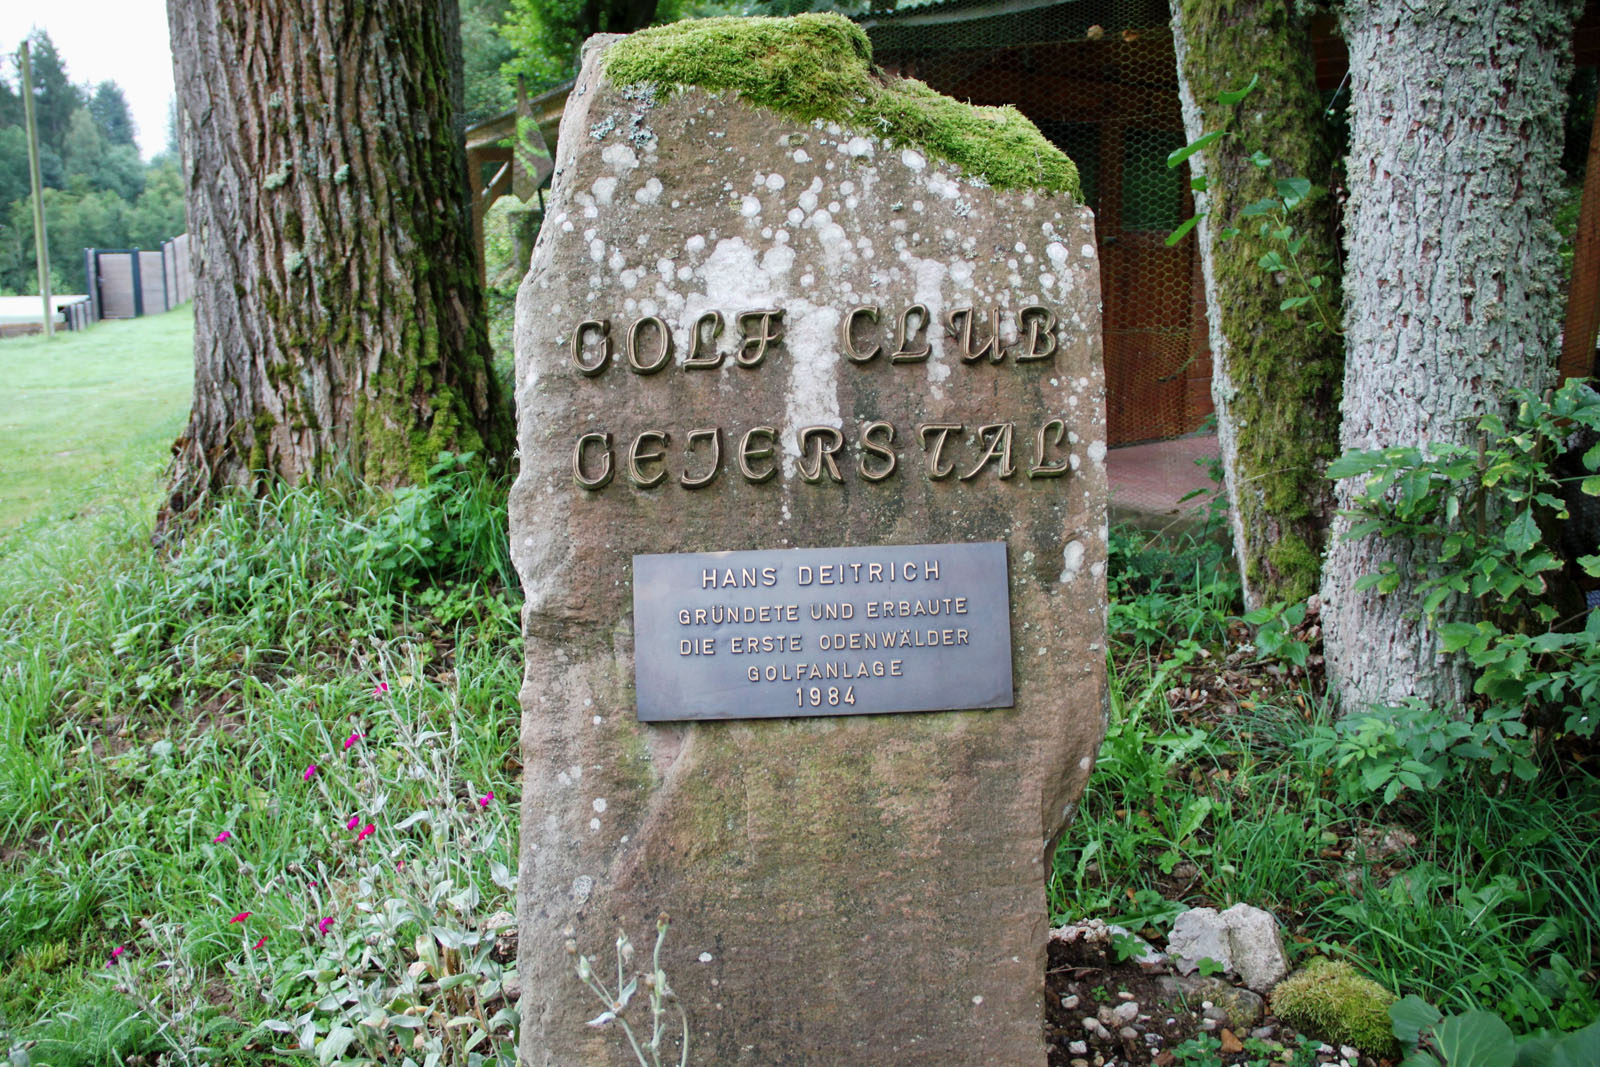 GOLF CLUB
GEIERSTAL
HANS DEITRICH
GRÜNDETE UND ERBAUTE
DIE ERSTE ODENWÄLDER
GOLFANLAGE
1984